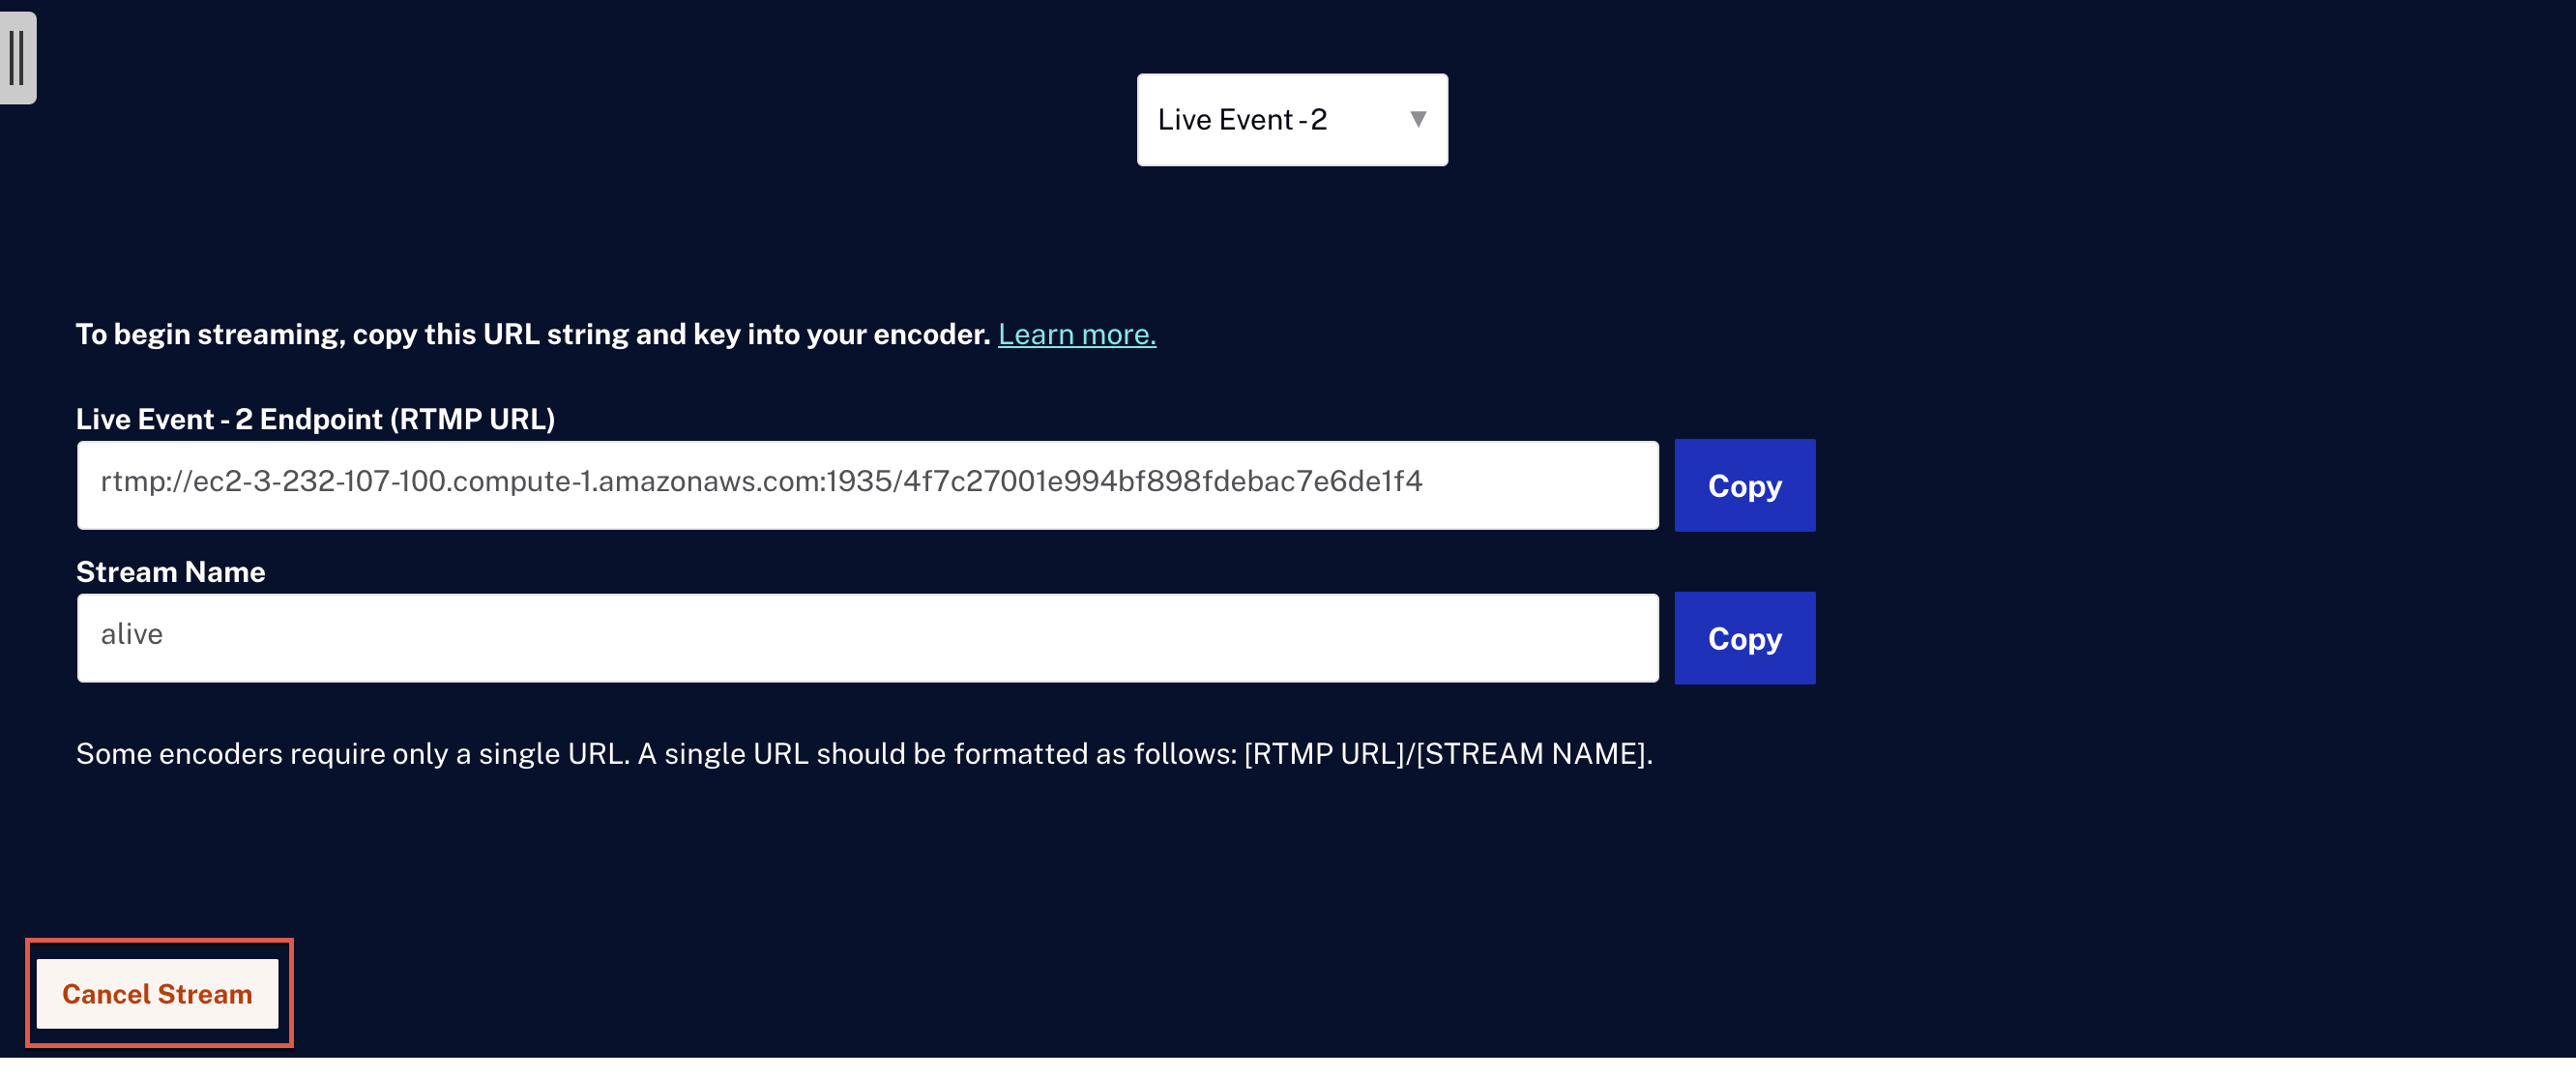 Live Event - 2
To begin streaming, copy this URL string and key into your encoder. Learn more.
Live Event - 2 Endpoint (RTMP URL)
rtmp://ec2-3-232-107-100.compute-1.amazonaws.com:1935/4f7c27001e994bf898fdebac7e6de1f4
Copy
Stream Name
alive
Copy
Some encoders require only a single URL. A single URL should be formatted as follows: [RTMP URL]/[STREAM NAME].
Cancel Stream